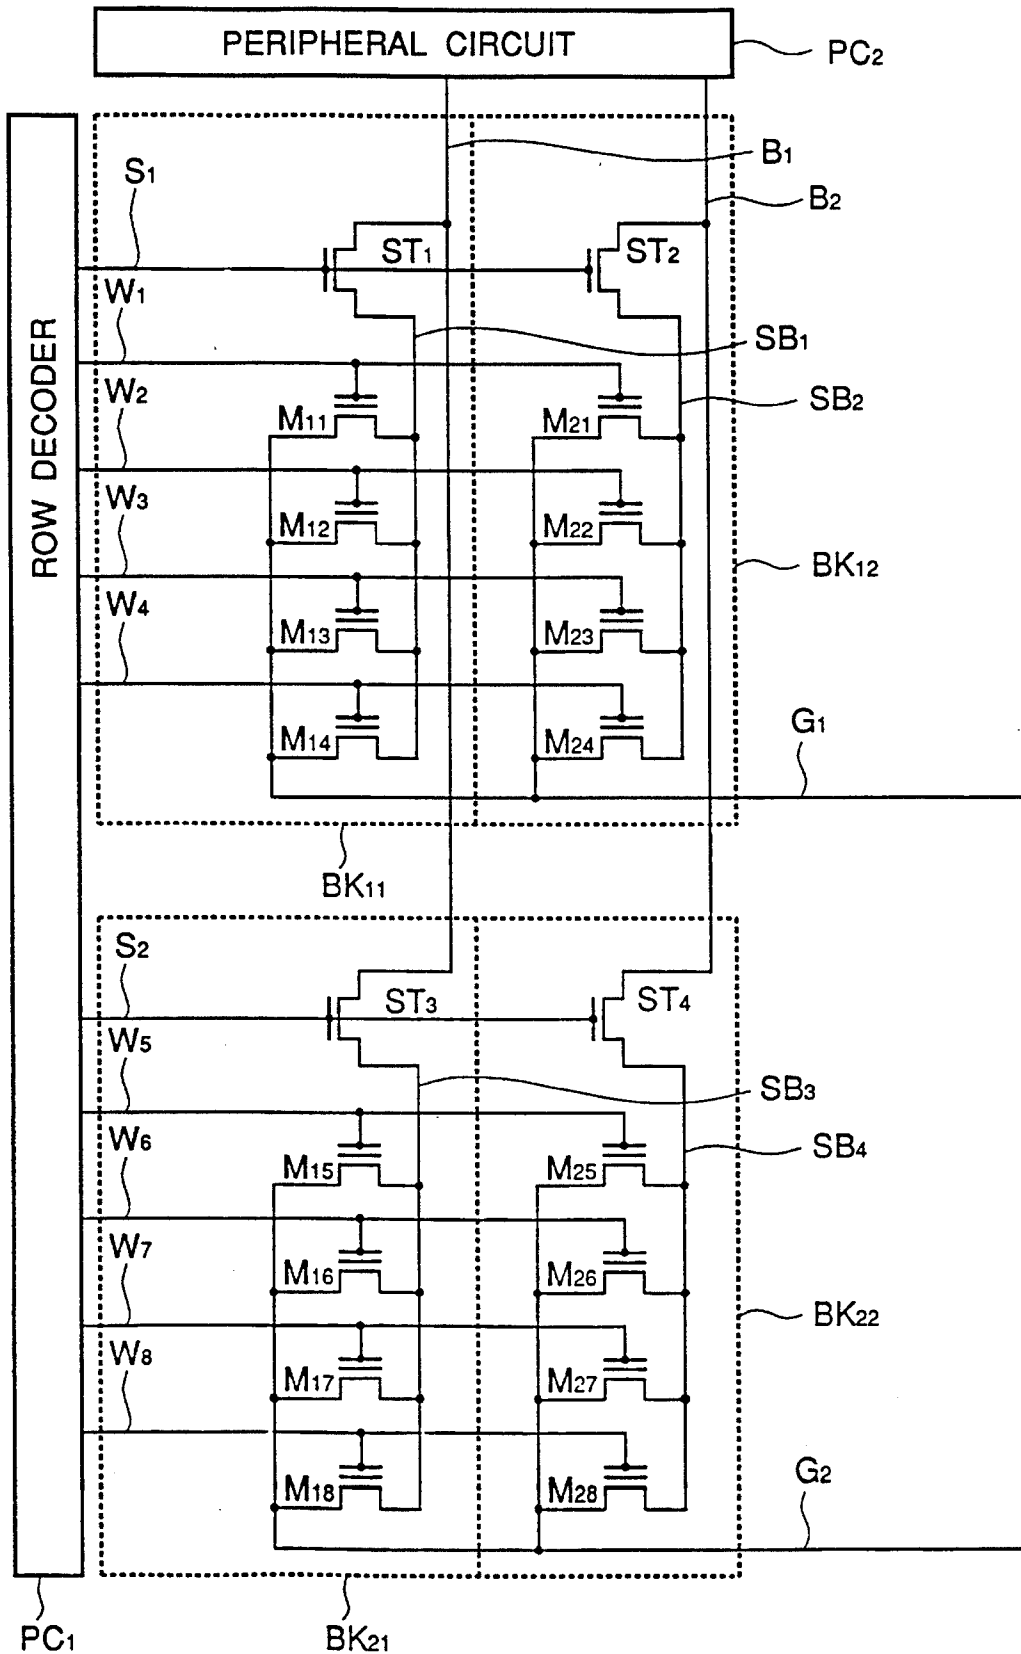 PERIPHERAL CIRCUIT
PC2
ROW DECODER
B1
S1
B2
ST1
ST2
W1
SB1
W2
SB2
M11
M21
W3
M12
M22
BK12
W4
M13
M23
G1
M14
M24
BK11
S2
ST3
ST4
W5
SB3
W6
SB4
M15
M25
W7
M16
M26
BK22
W8
M17
M27
G2
M18
M28
PC1
BK21